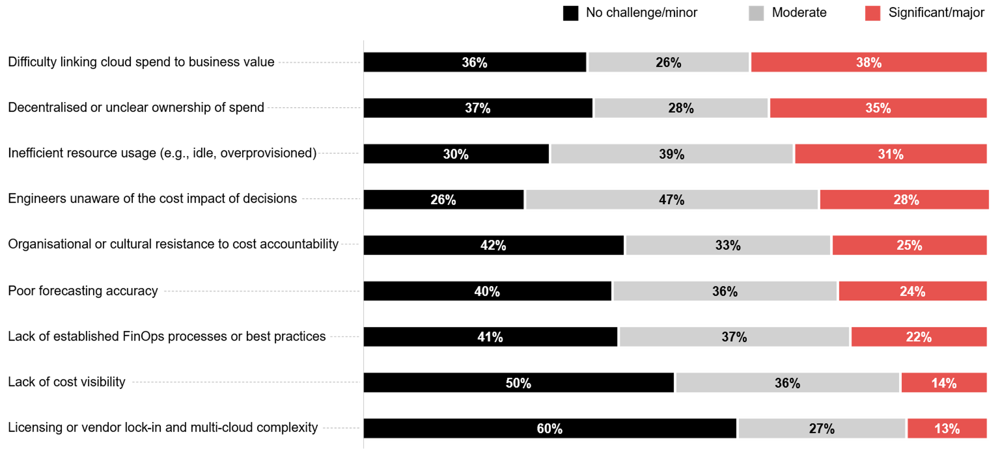 No challenge/minor Moderate Significant/major
Difficulty linking cloud spend to business value 36% 26% 38%
Decentralised or unclear ownership of spend 37% 28% 35%
Inefficient resource usage (e.g., idle, overprovisioned) 30% 39% 31%
Engineers unaware of the cost impact of decisions 26% 47% 28%
Organisational or cultural resistance to cost accountability 42% 33% 25%
Poor forecasting accuracy 40% 36% 24%
Lack of established FinOps processes or best practices 41% 37% 22%
Lack of cost visibility 50% 36% 14%
Licensing or vendor lock-in and multi-cloud complexity 60% 27% 13%